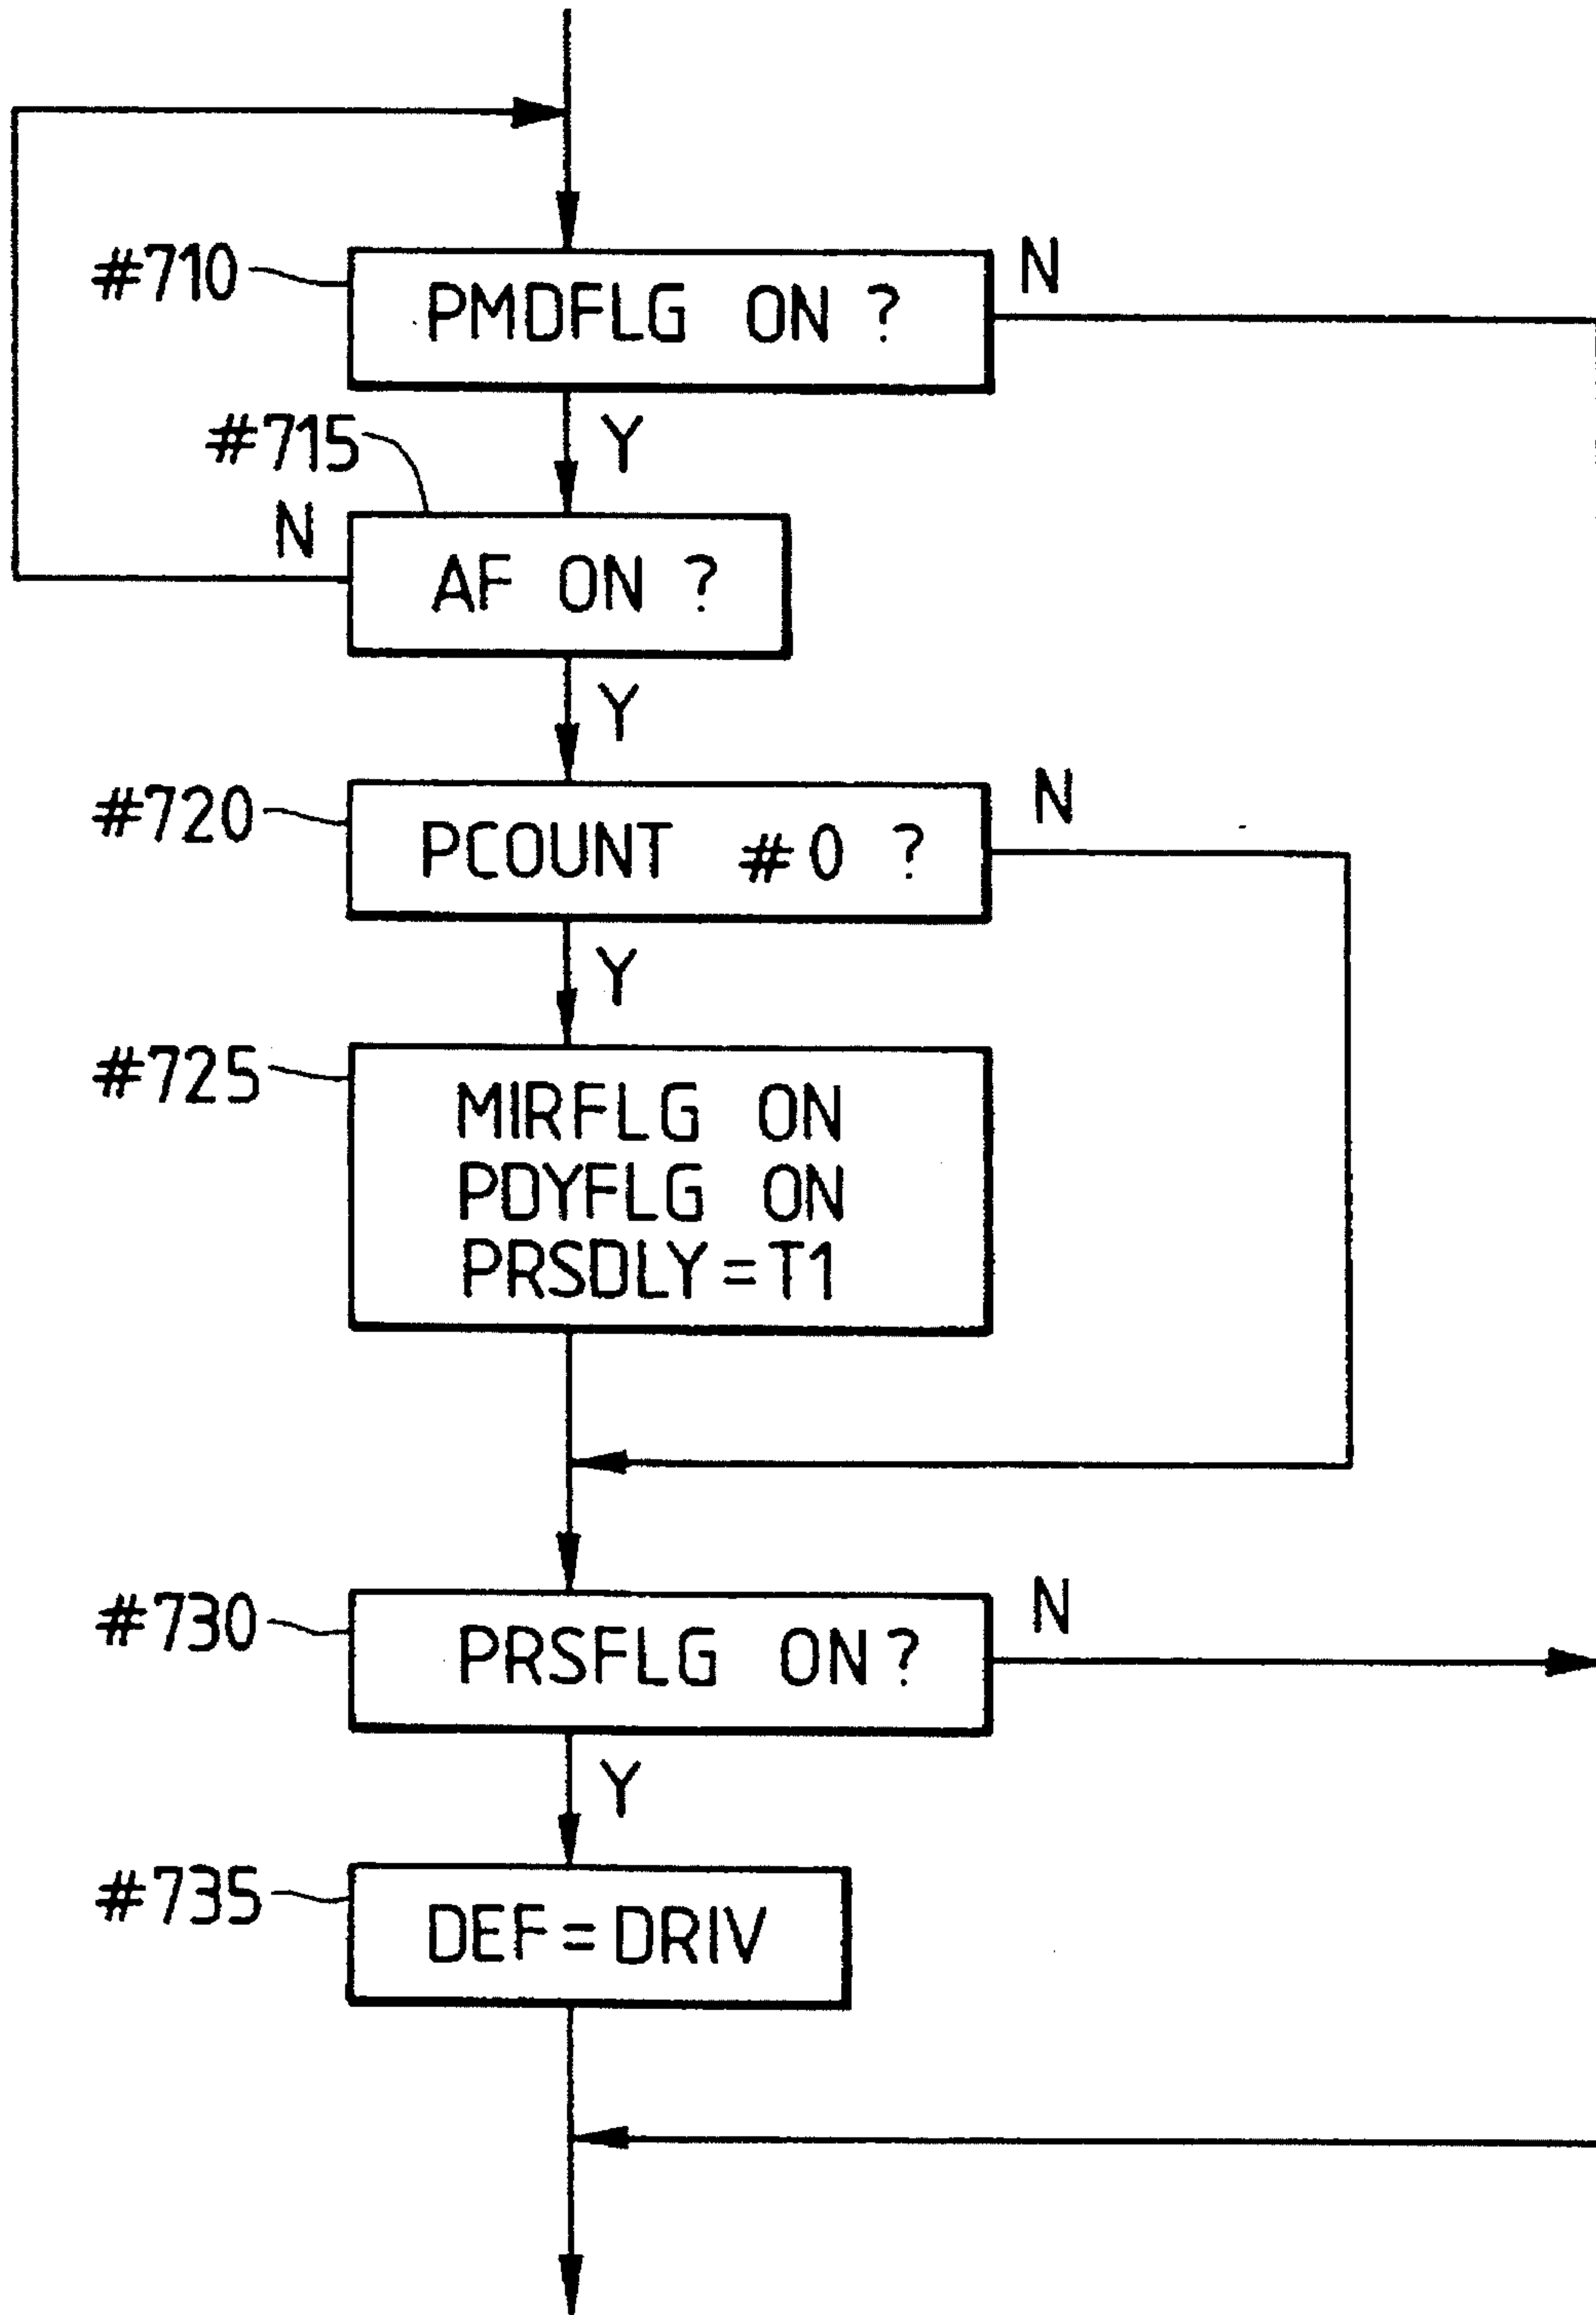 #710
PMDFLG ON ?
N
Y
#715
N
AF ON ?
Y
#720
PCOUNT #0 ?
N
Y
#725
MIRFLG ON
PDYFLG ON
PRSDLY=T1
#730
PRSFLG ON?
N
Y
#735
DEF=DRIV